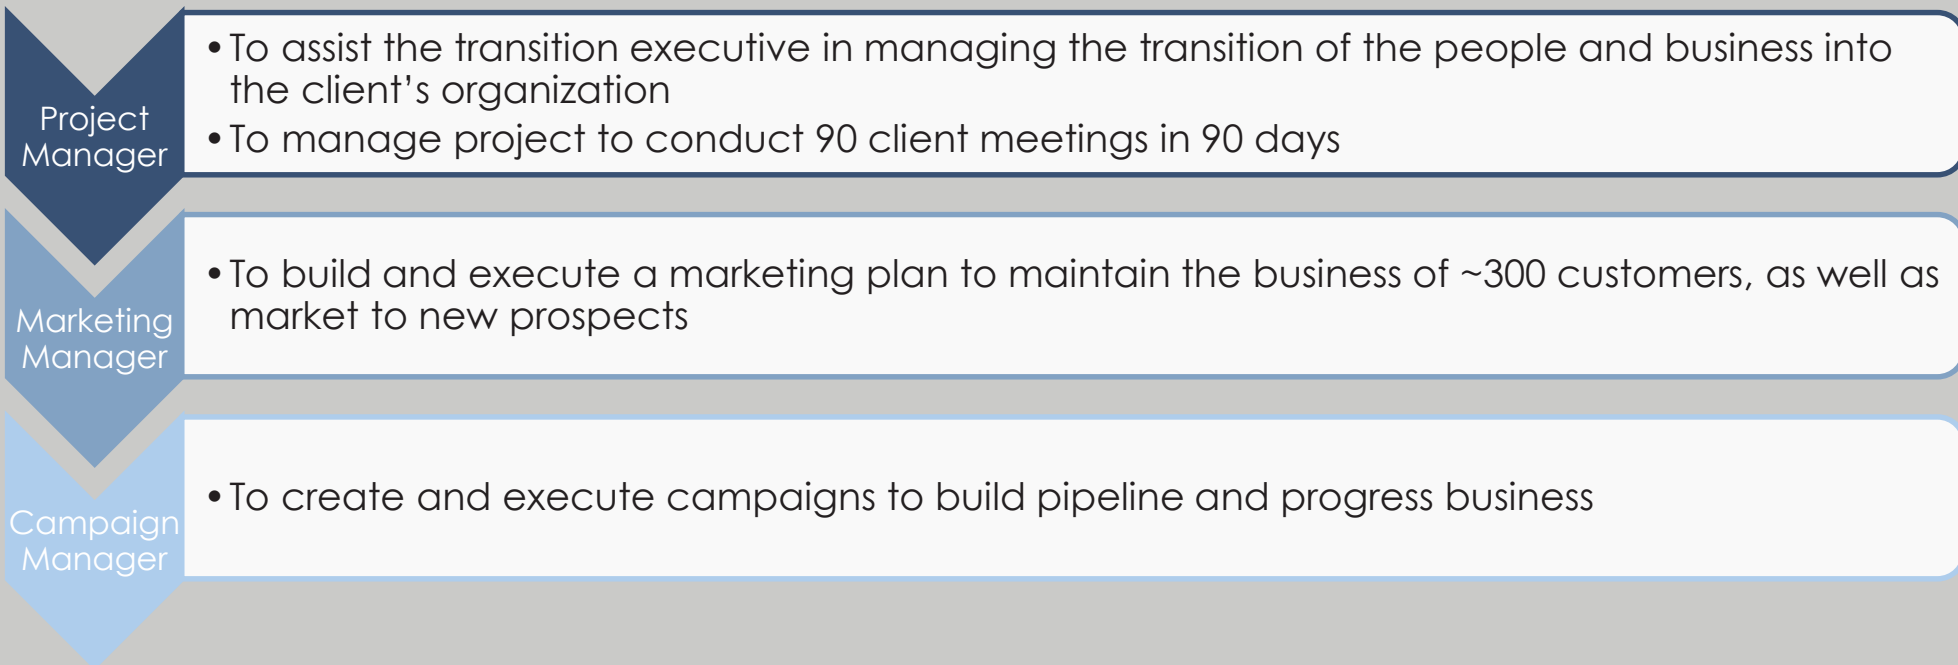 Project
Manager
• To assist the transition executive in managing the transition of the people and business into
the client’s organization
• To manage project to conduct 90 client meetings in 90 days
Marketing
Manager
• To build and execute a marketing plan to maintain the business of ~300 customers, as well as
market to new prospects
Campaign
Manager
• To create and execute campaigns to build pipeline and progress business